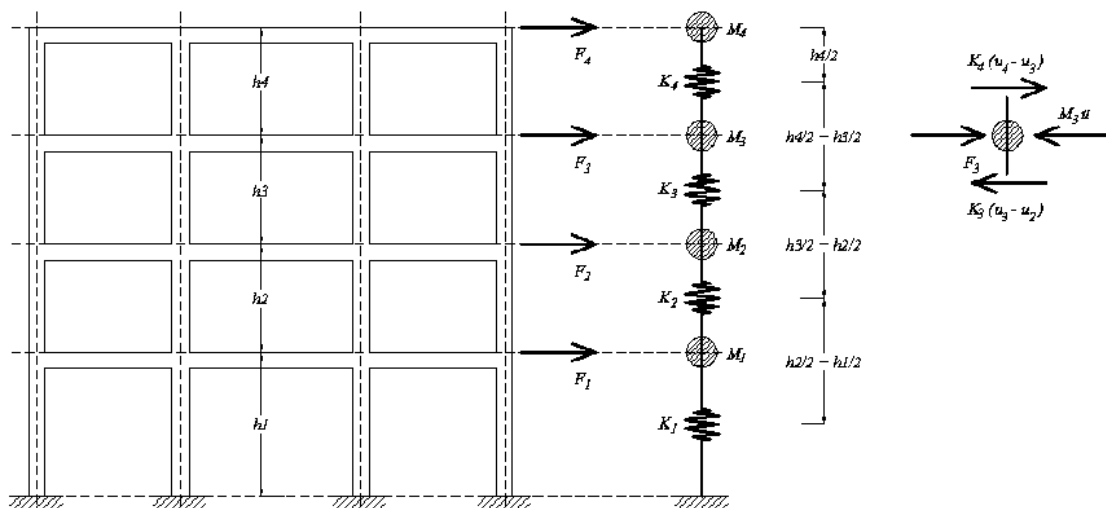 h4
h3
h2
h1
F4
F3
F2
F1
M4
K4
M3
K3
M2
K2
M1
K1
h4/2
h4/2 - h3/2
h3/2 - h2/2
h2/2 - h1/2
K4 (u4 - u3)
M3 u
F3
K3 (u3 - u2)